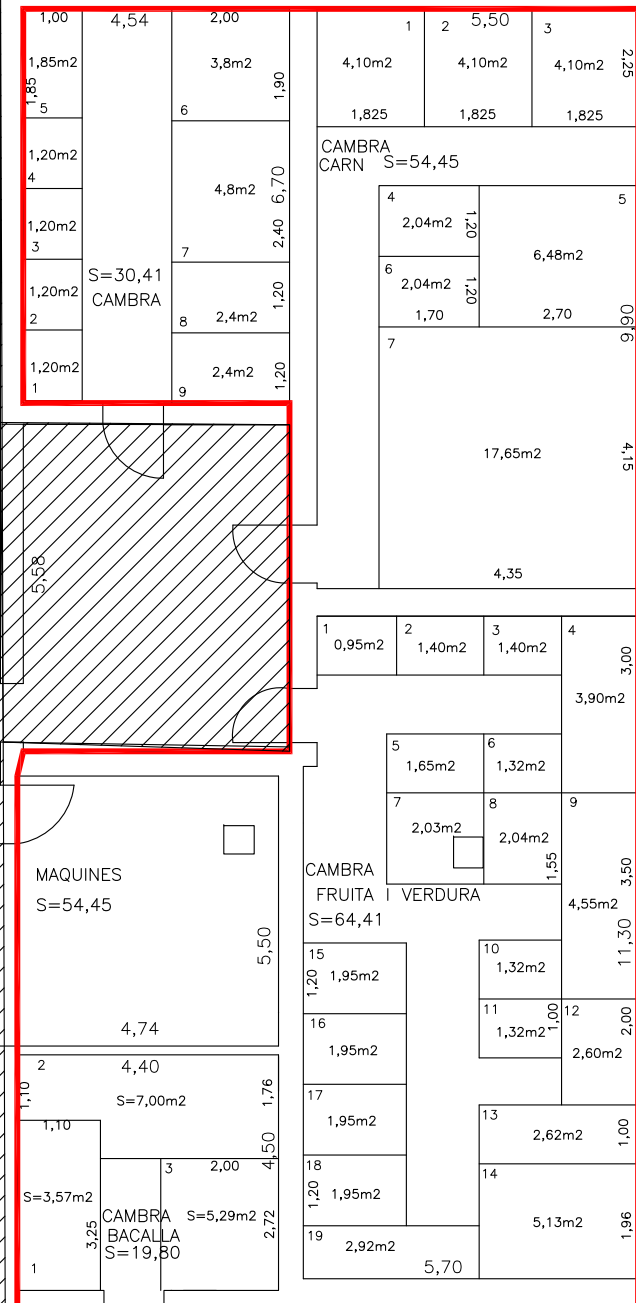 1,00
4,54
2,00
1,85m2
1,85
5
3,8m2
1,90
6
1,20m2
4
4,8m2
6,70
2,40
7
1,20m2
3
S=30,41
CAMBRA
1,20m2
2
1,20
8
2,4m2
1,20m2
1
2,4m2
1,20
9
5,58
1
2
5,50
3
4,10m2
4,10m2
4,10m2
2,25
1,825
1,825
1,825
CAMBRA
CARN S=54,45
4
2,04m2
1,20
5
6,48m2
6
2,04m2
1,20
1,70
2,70
9,90
7
17,65m2
4,15
4,35
1
0,95m2
2
1,40m2
3
1,40m2
4
3,00
3,90m2
5
1,65m2
6
1,32m2
7
2,03m2
8
2,04m2
1,55
9
3,50
4,55m2
11,30
CAMBRA
FRUITA I VERDURA
S=64,41
10
1,32m2
11
1,32m2
1,00
12
2,00
2,60m2
13
2,62m2
1,00
14
5,13m2
1,96
15
1,20
1,95m2
16
1,95m2
17
1,95m2
18
1,20
1,95m2
19
2,92m2
5,70
MAQUINES
S=54,45
5,50
4,74
2
4,40
1,10
S=7,00m2
1,76
1,10
4,50
3
2,00
S=3,57m2
S=5,29m2
3,25
2,72
CAMBRA
BACALLA
S=19,80
1